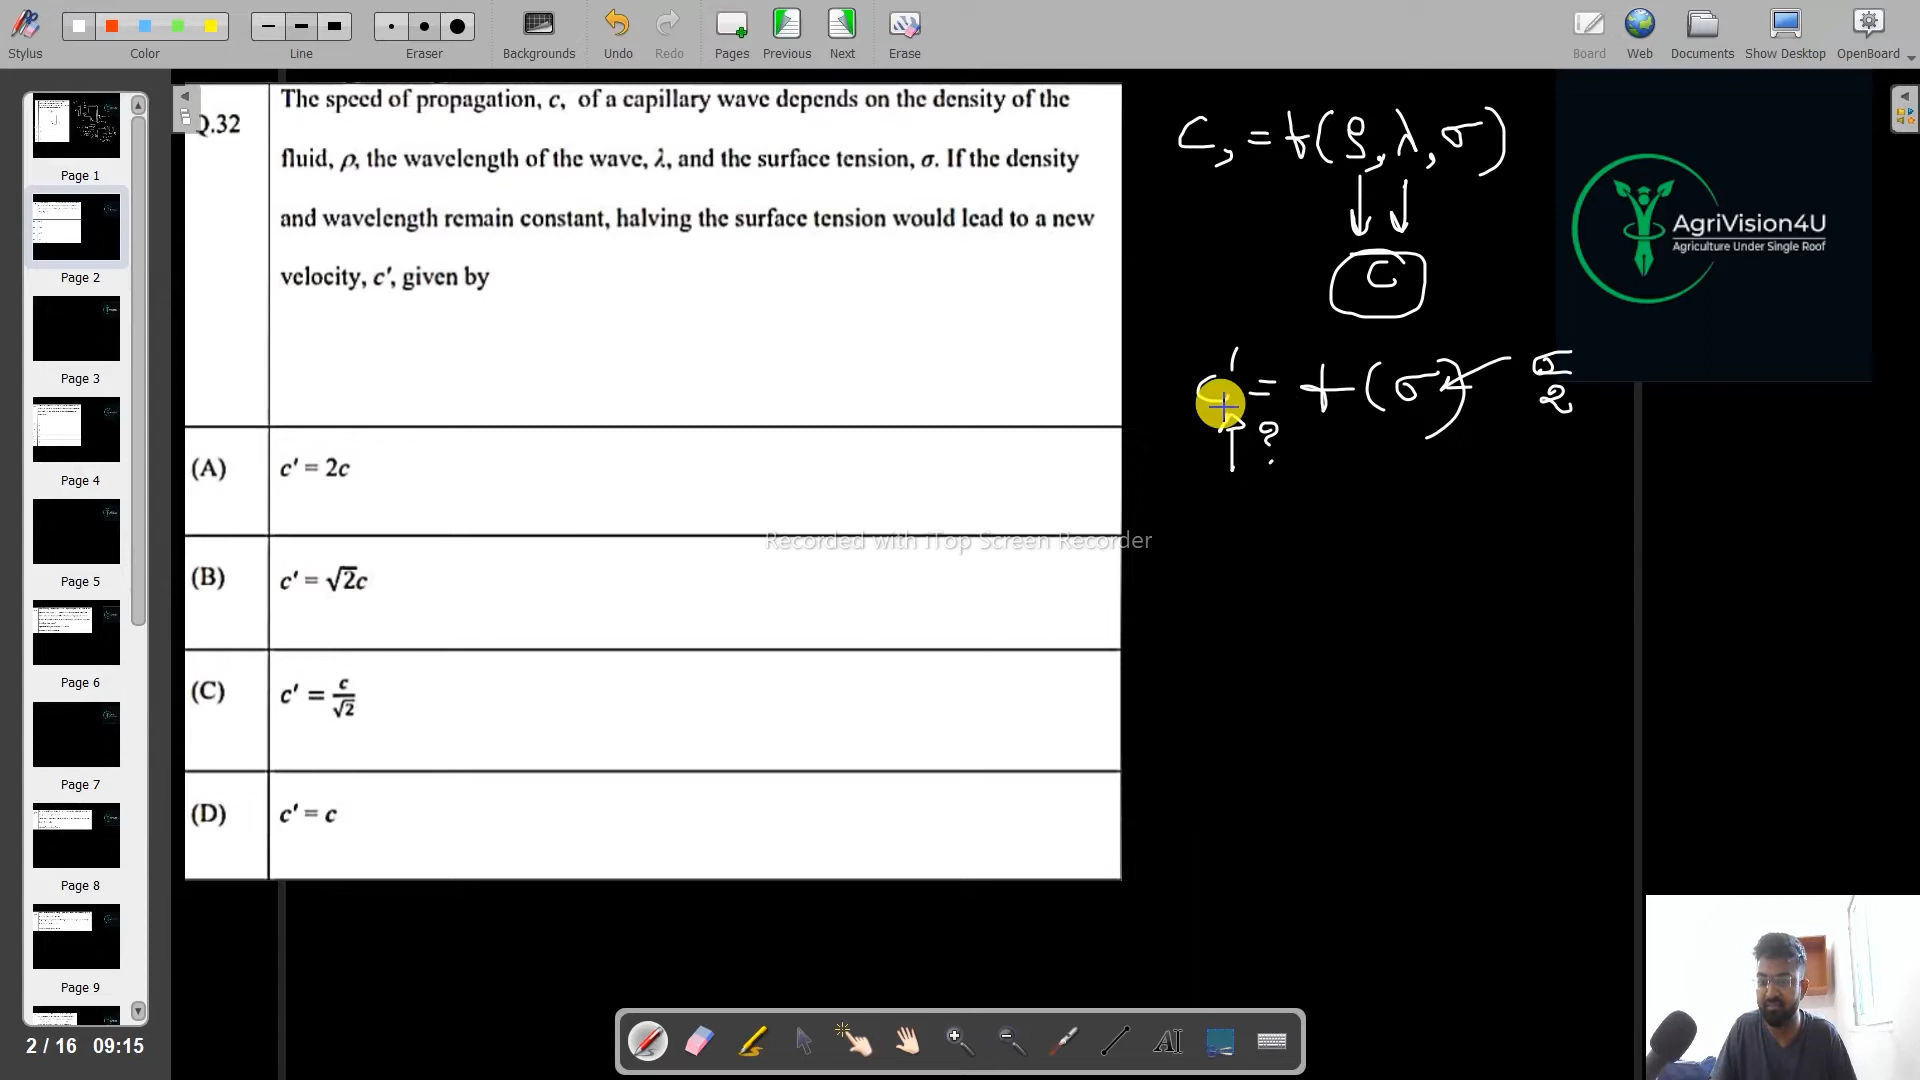 Stylus
Color
Line
Eraser
Backgrounds
Undo
Redo
Pages
Previous
Next
Erase
Board
Web
Documents
Show Desktop
OpenBoard
Page 1
Page 2
Page 3
Page 4
Page 5
Page 6
Page 7
Page 8
Page 9
2 / 16 09:15
Q.32
The speed of propagation, c, of a capillary wave depends on the density of the
fluid, ρ, the wavelength of the wave, λ, and the surface tension, σ. If the density
and wavelength remain constant, halving the surface tension would lead to a new
velocity, c′, given by
(A) c′ = 2c
(B) c′ = √2c
(C) c′ = c/√2
(D) c′ = c
Recorded with iTop Screen Recorder
C, = f(ρ, λ, σ)
C
c′ = f(σ) σ/2
?
AgriVision4U
Agriculture Under Single Roof
AI